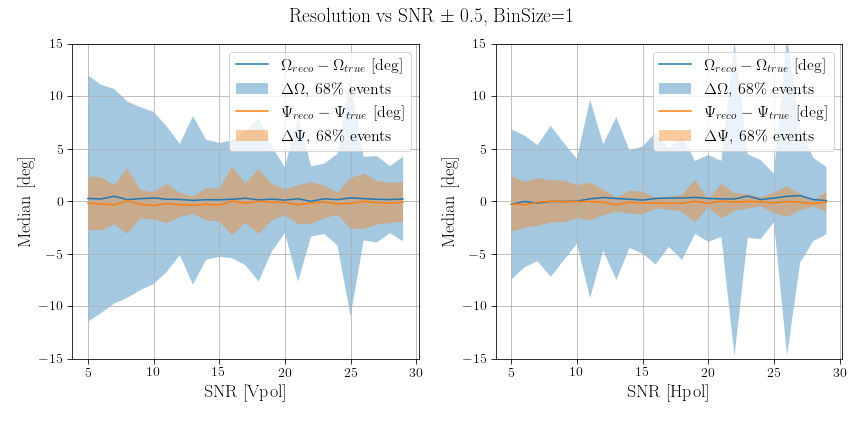 Resolution vs SNR ± 0.5, BinSize=1
15
10
5
0
−5
−10
−15
Median [deg]
5
10
15
20
25
30
SNR [Vpol]
Ω_reco − Ω_true [deg]
ΔΩ, 68% events
Ψ_reco − Ψ_true [deg]
ΔΨ, 68% events
15
10
5
0
−5
−10
−15
Median [deg]
5
10
15
20
25
30
SNR [Hpol]
Ω_reco − Ω_true [deg]
ΔΩ, 68% events
Ψ_reco − Ψ_true [deg]
ΔΨ, 68% events